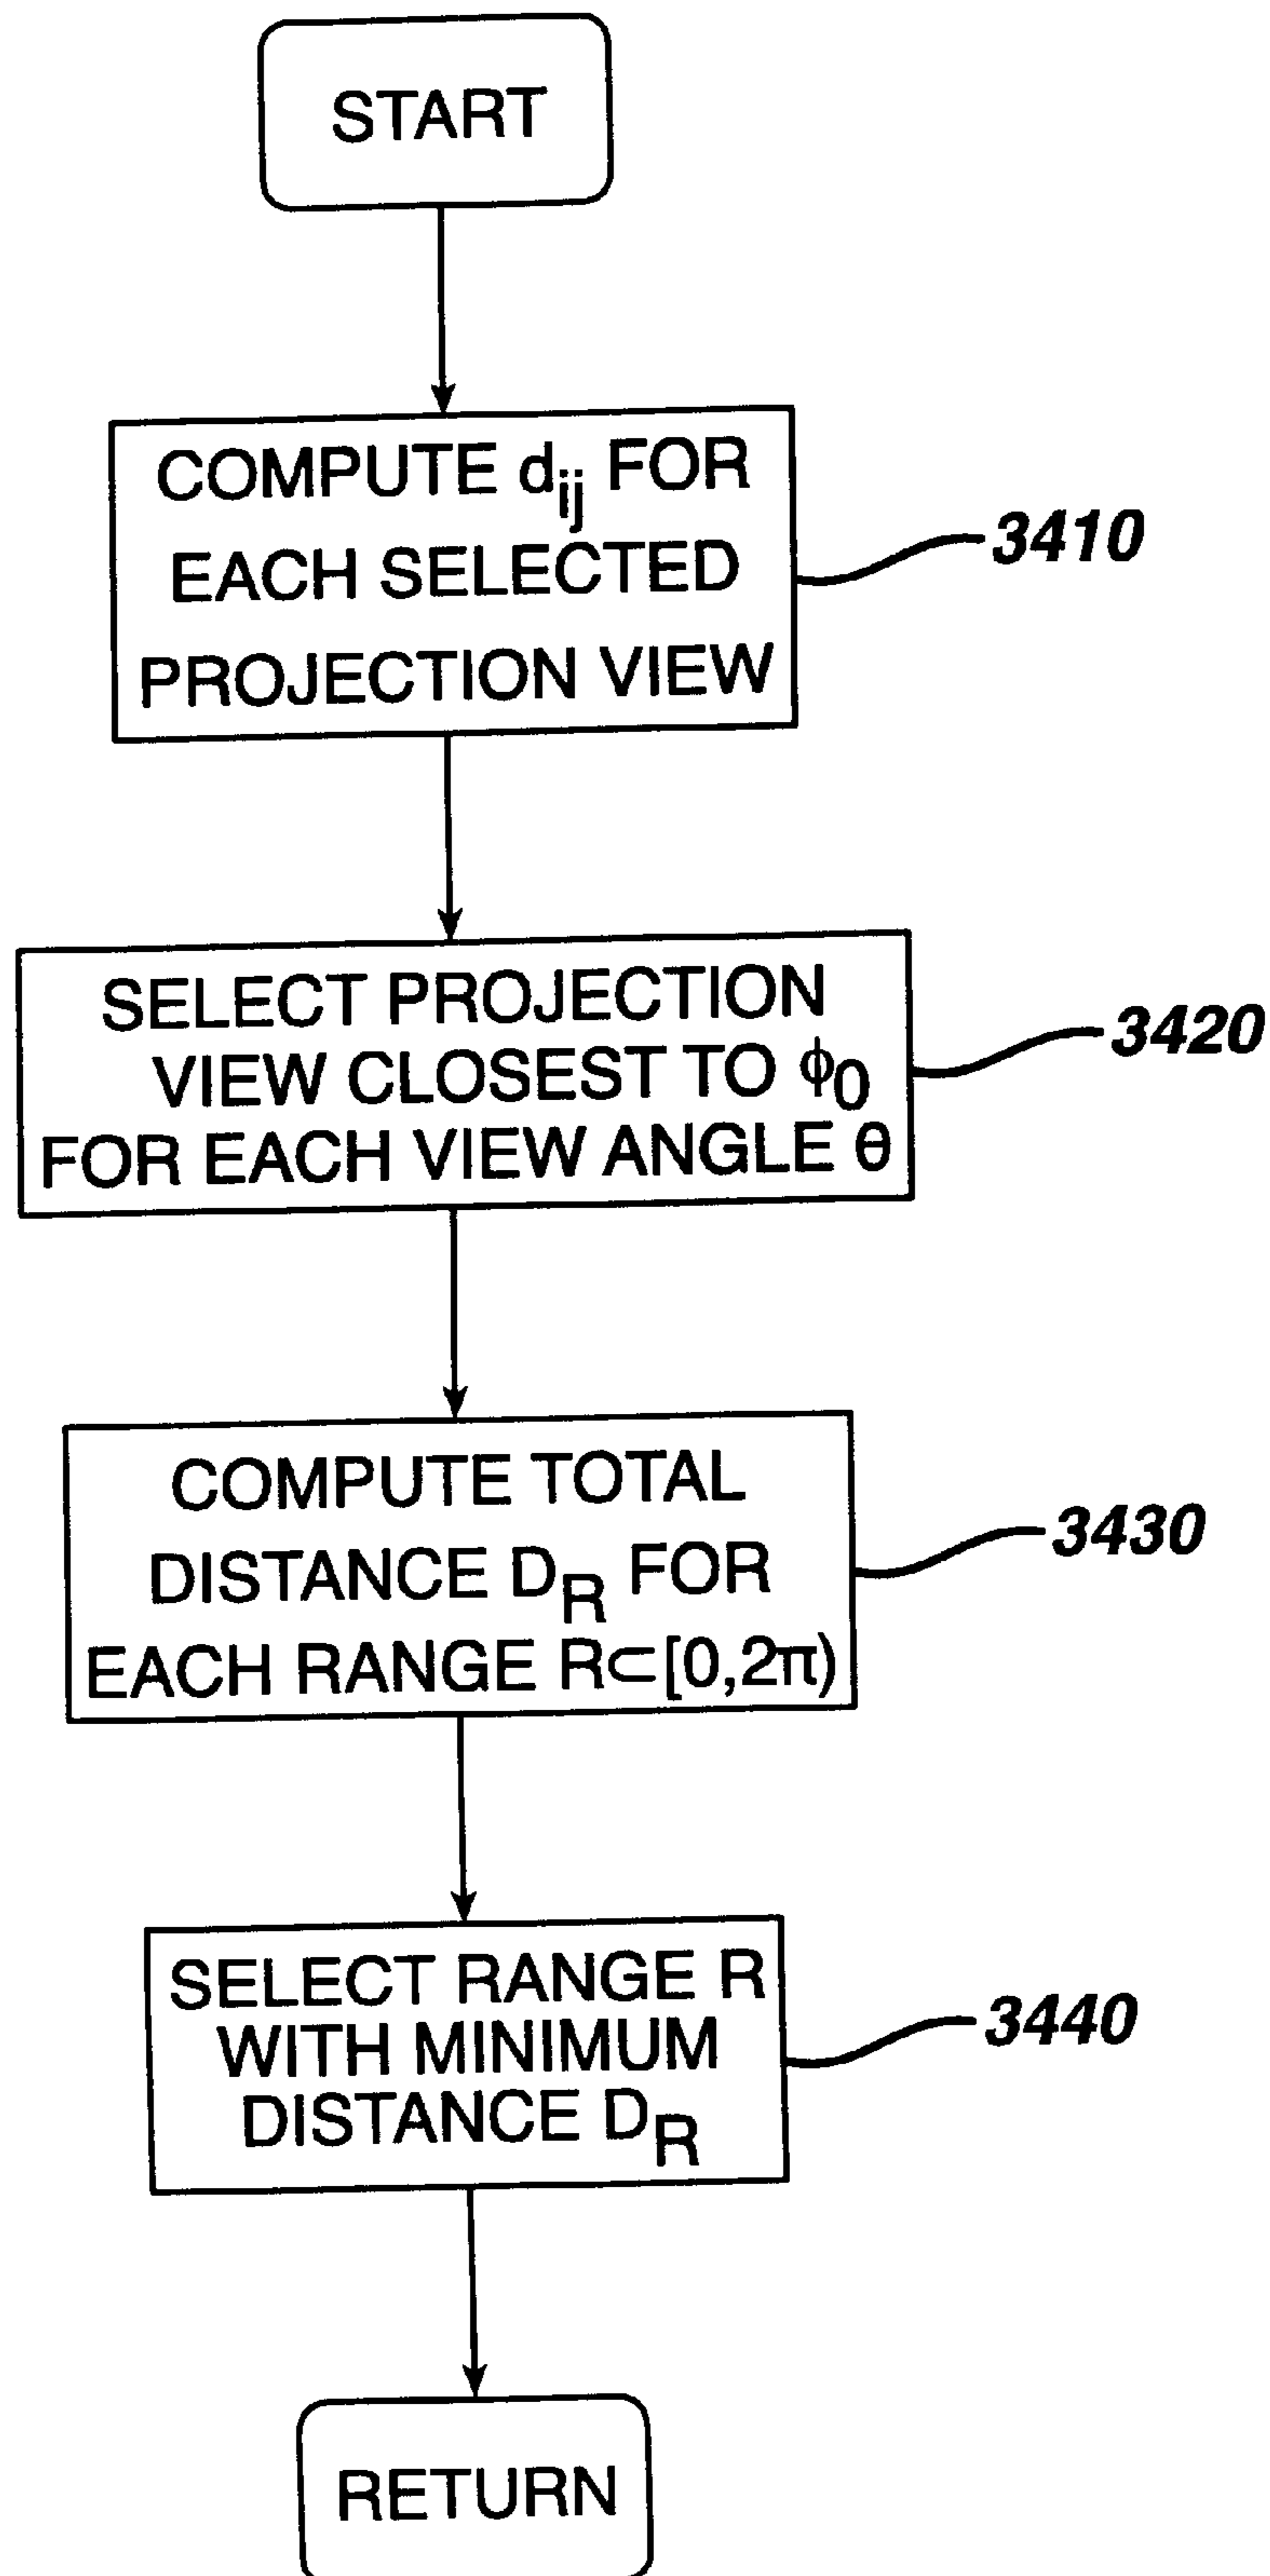 START
COMPUTE dij FOR
EACH SELECTED
PROJECTION VIEW
3410
SELECT PROJECTION
VIEW CLOSEST TO ϕ0
FOR EACH VIEW ANGLE θ
3420
COMPUTE TOTAL
DISTANCE DR FOR
EACH RANGE R⊂[0,2π)
3430
SELECT RANGE R
WITH MINIMUM
DISTANCE DR
3440
RETURN